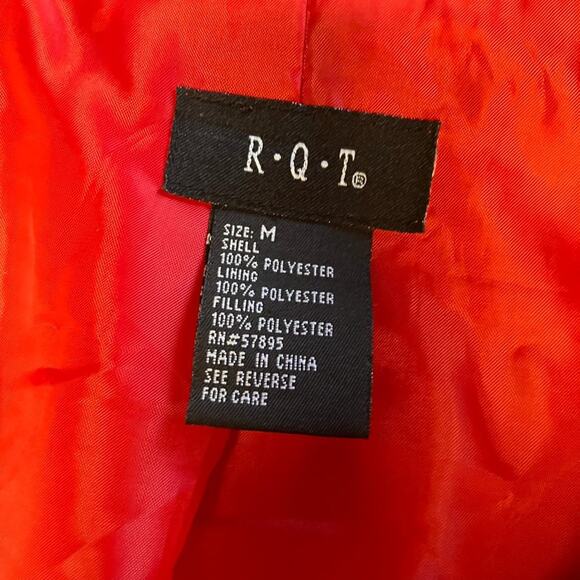 R·Q·T®
SIZE: M
SHELL
100% POLYESTER
LINING
100% POLYESTER
FILLING
100% POLYESTER
RN#57895
MADE IN CHINA
SEE REVERSE
FOR CARE